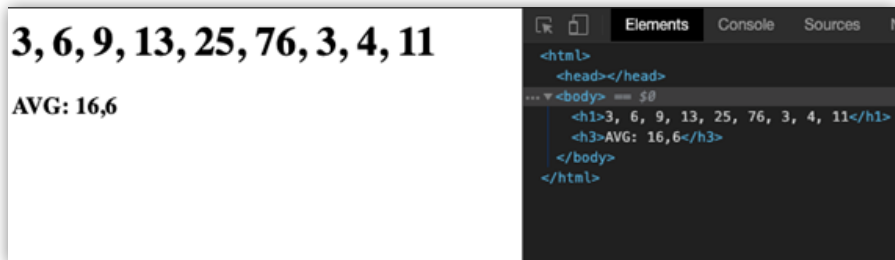 3, 6, 9, 13, 25, 76, 3, 4, 11
AVG: 16,6
Elements Console Sources
<html>
<head></head>
... ▼<body> == $0
<h1>3, 6, 9, 13, 25, 76, 3, 4, 11</h1>
<h3>AVG: 16,6</h3>
</body>
</html>